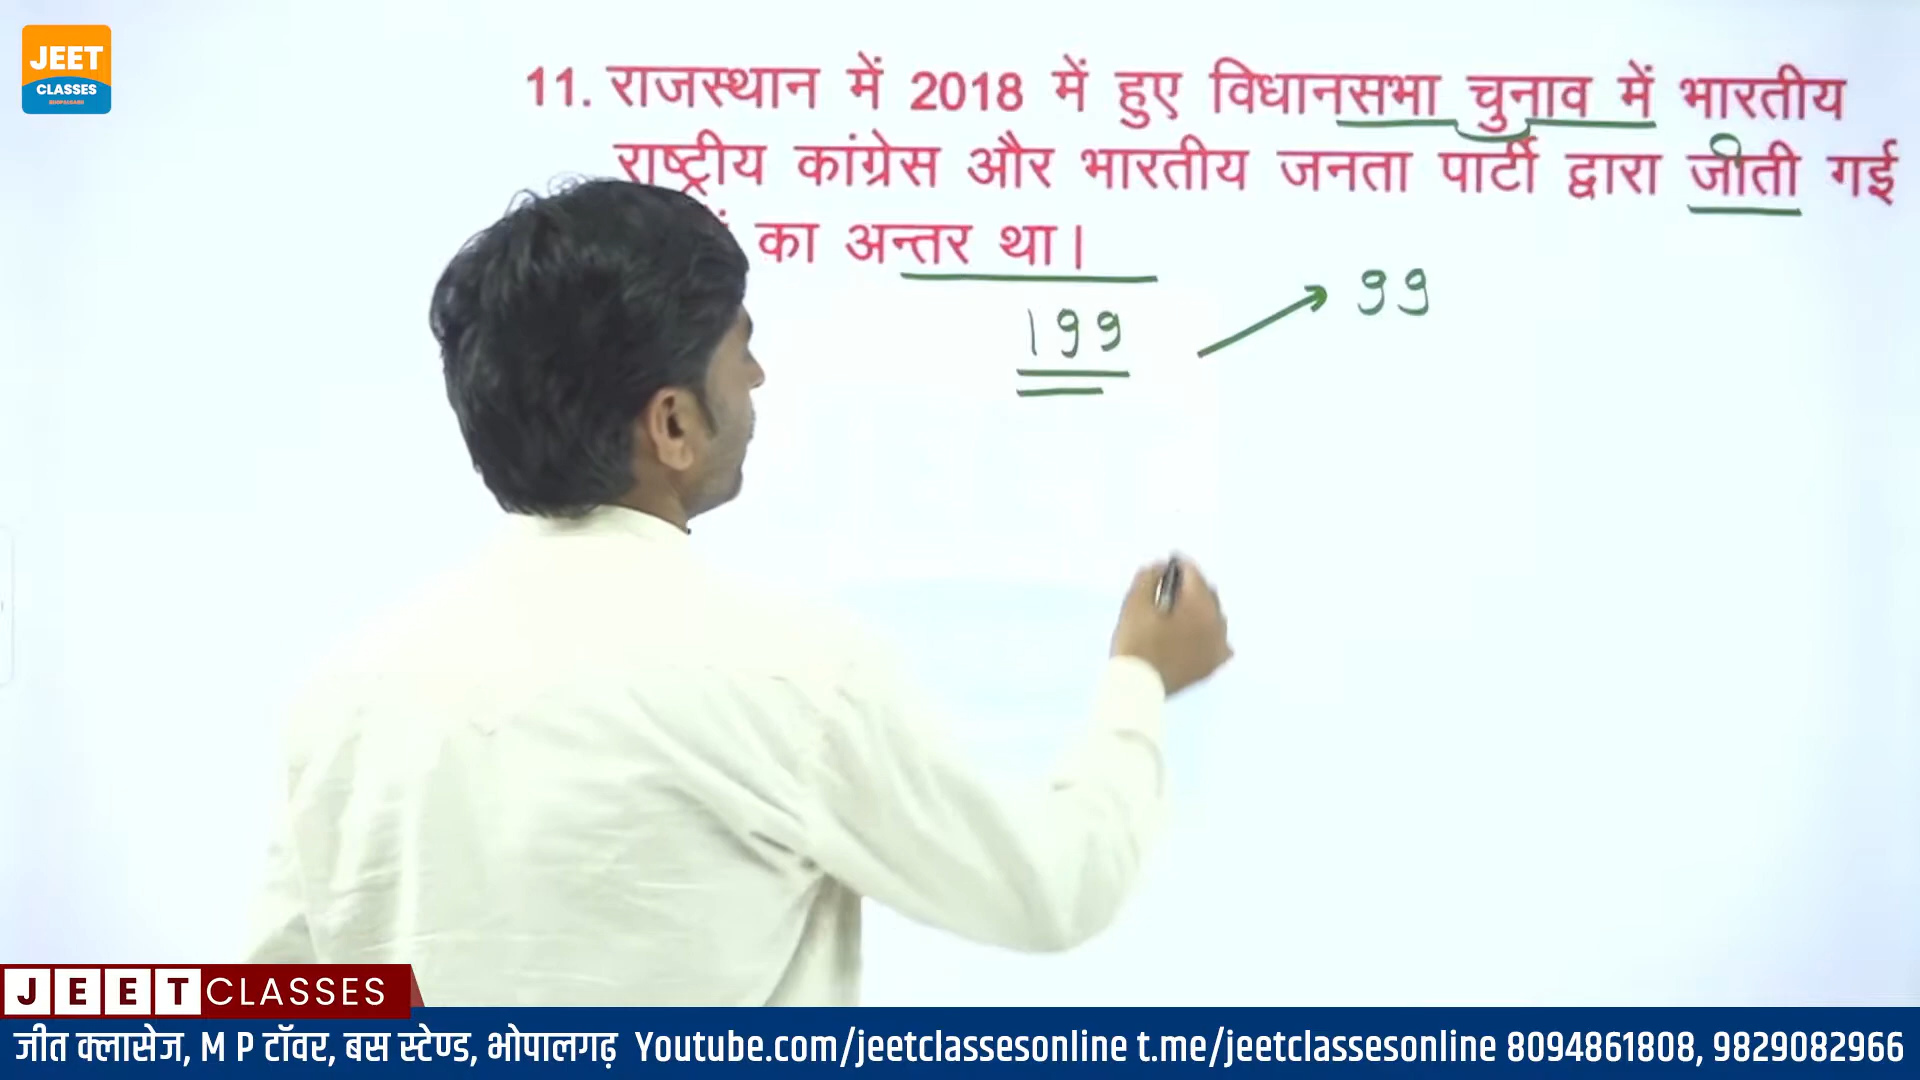 JEET
CLASSES
11. राजस्थान में 2018 में हुए विधानसभा चुनाव में भारतीय
राष्ट्रीय कांग्रेस और भारतीय जनता पार्टी द्वारा जीती गई
का अन्तर था।
199
99
JEET CLASSES
जीत क्लासेज, M P टॉवर, बस स्टेण्ड, भोपालगढ़ Youtube.com/jeetclassesonline t.me/jeetclassesonline 8094861808, 9829082966